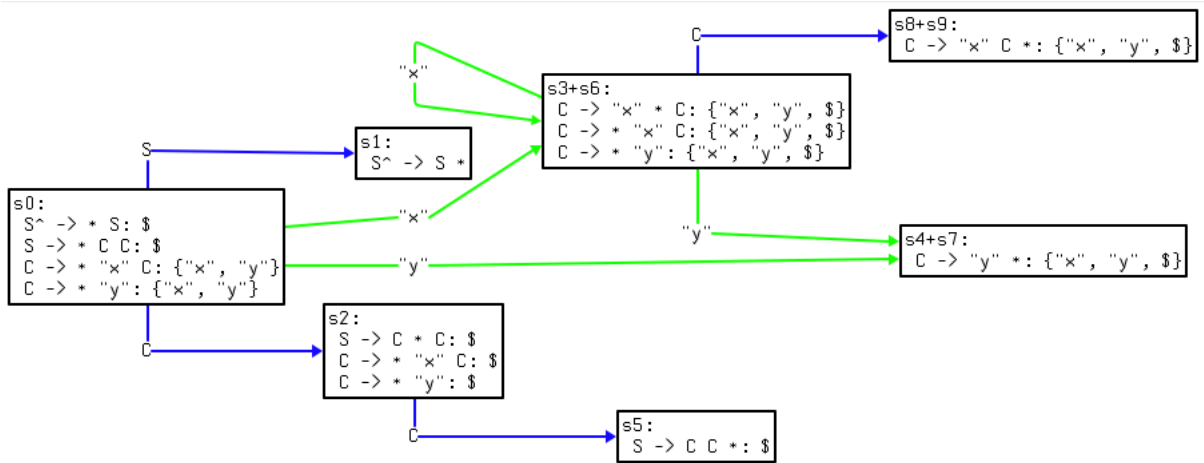 s8+s9:
C -> "x" C *: {"x", "y", $}
C
"x"
s3+s6:
C -> "x" * C: {"x", "y", $}
C -> * "x" C: {"x", "y", $}
C -> * "y": {"x", "y", $}
s1:
S^ -> S *
S
s0:
S^ -> * S: $
S -> * C C: $
C -> * "x" C: {"x", "y"}
C -> * "y": {"x", "y"}
"x"
"y"
"y"
s4+s7:
C -> "y" *: {"x", "y", $}
C
s2:
S -> C * C: $
C -> * "x" C: $
C -> * "y": $
C
s5:
S -> C C *: $